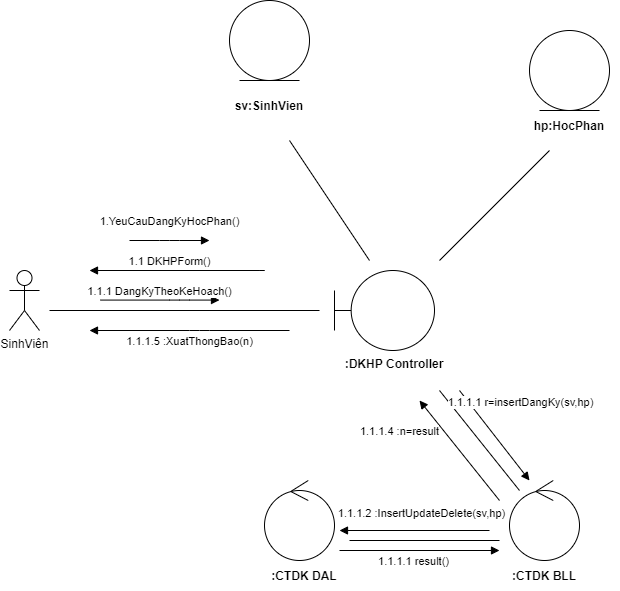 sv:SinhVien
hp:HocPhan
1.YeuCauDangKyHocPhan()
1.1 DKHPForm()
1.1.1 DangKyTheoKeHoach()
SinhViên
1.1.1.5 :XuatThongBao(n)
:DKHP Controller
1.1.1.1 r=insertDangKy(sv,hp)
1.1.1.4 :n=result
1.1.1.2 :InsertUpdateDelete(sv,hp)
1.1.1.1 result()
:CTDK DAL
:CTDK BLL